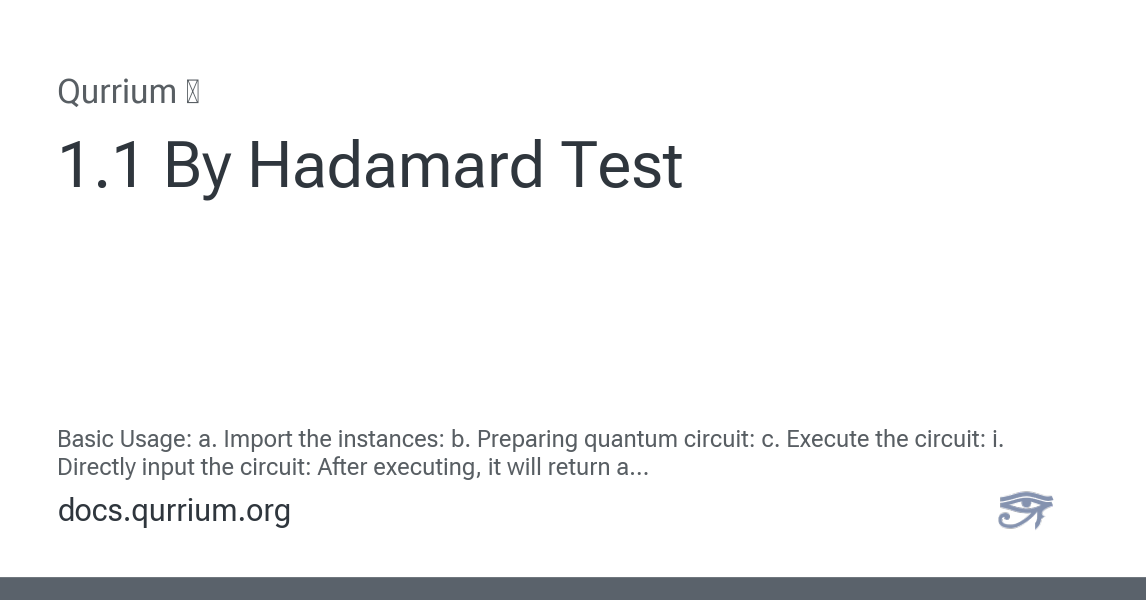 Qurrium
1.1 By Hadamard Test
Basic Usage: a. Import the instances: b. Preparing quantum circuit: c. Execute the circuit: i.
Directly input the circuit: After executing, it will return a...
docs.qurrium.org